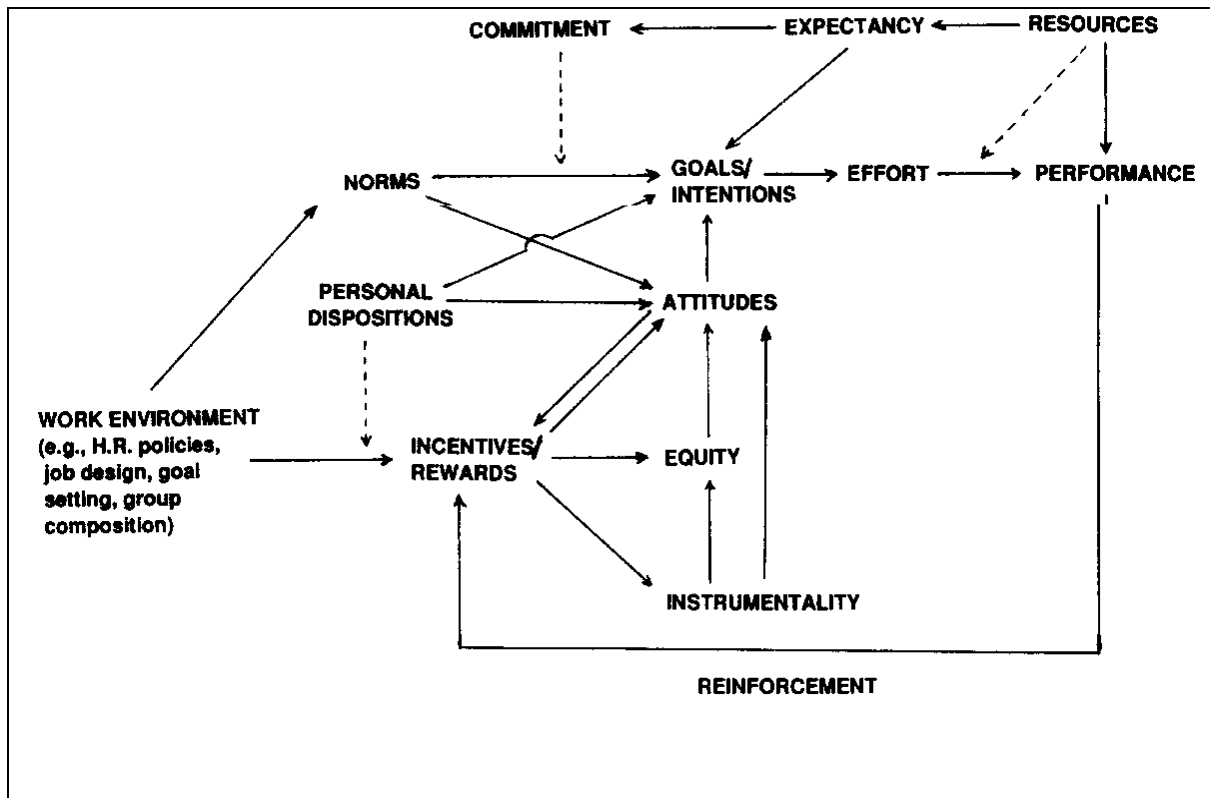 COMMITMENT
EXPECTANCY
RESOURCES
NORMS
GOALS/
INTENTIONS
EFFORT
PERFORMANCE
PERSONAL
DISPOSITIONS
ATTITUDES
WORK ENVIRONMENT
(e.g., H.R. policies,
job design, goal
setting, group
composition)
INCENTIVES/
REWARDS
EQUITY
INSTRUMENTALITY
REINFORCEMENT